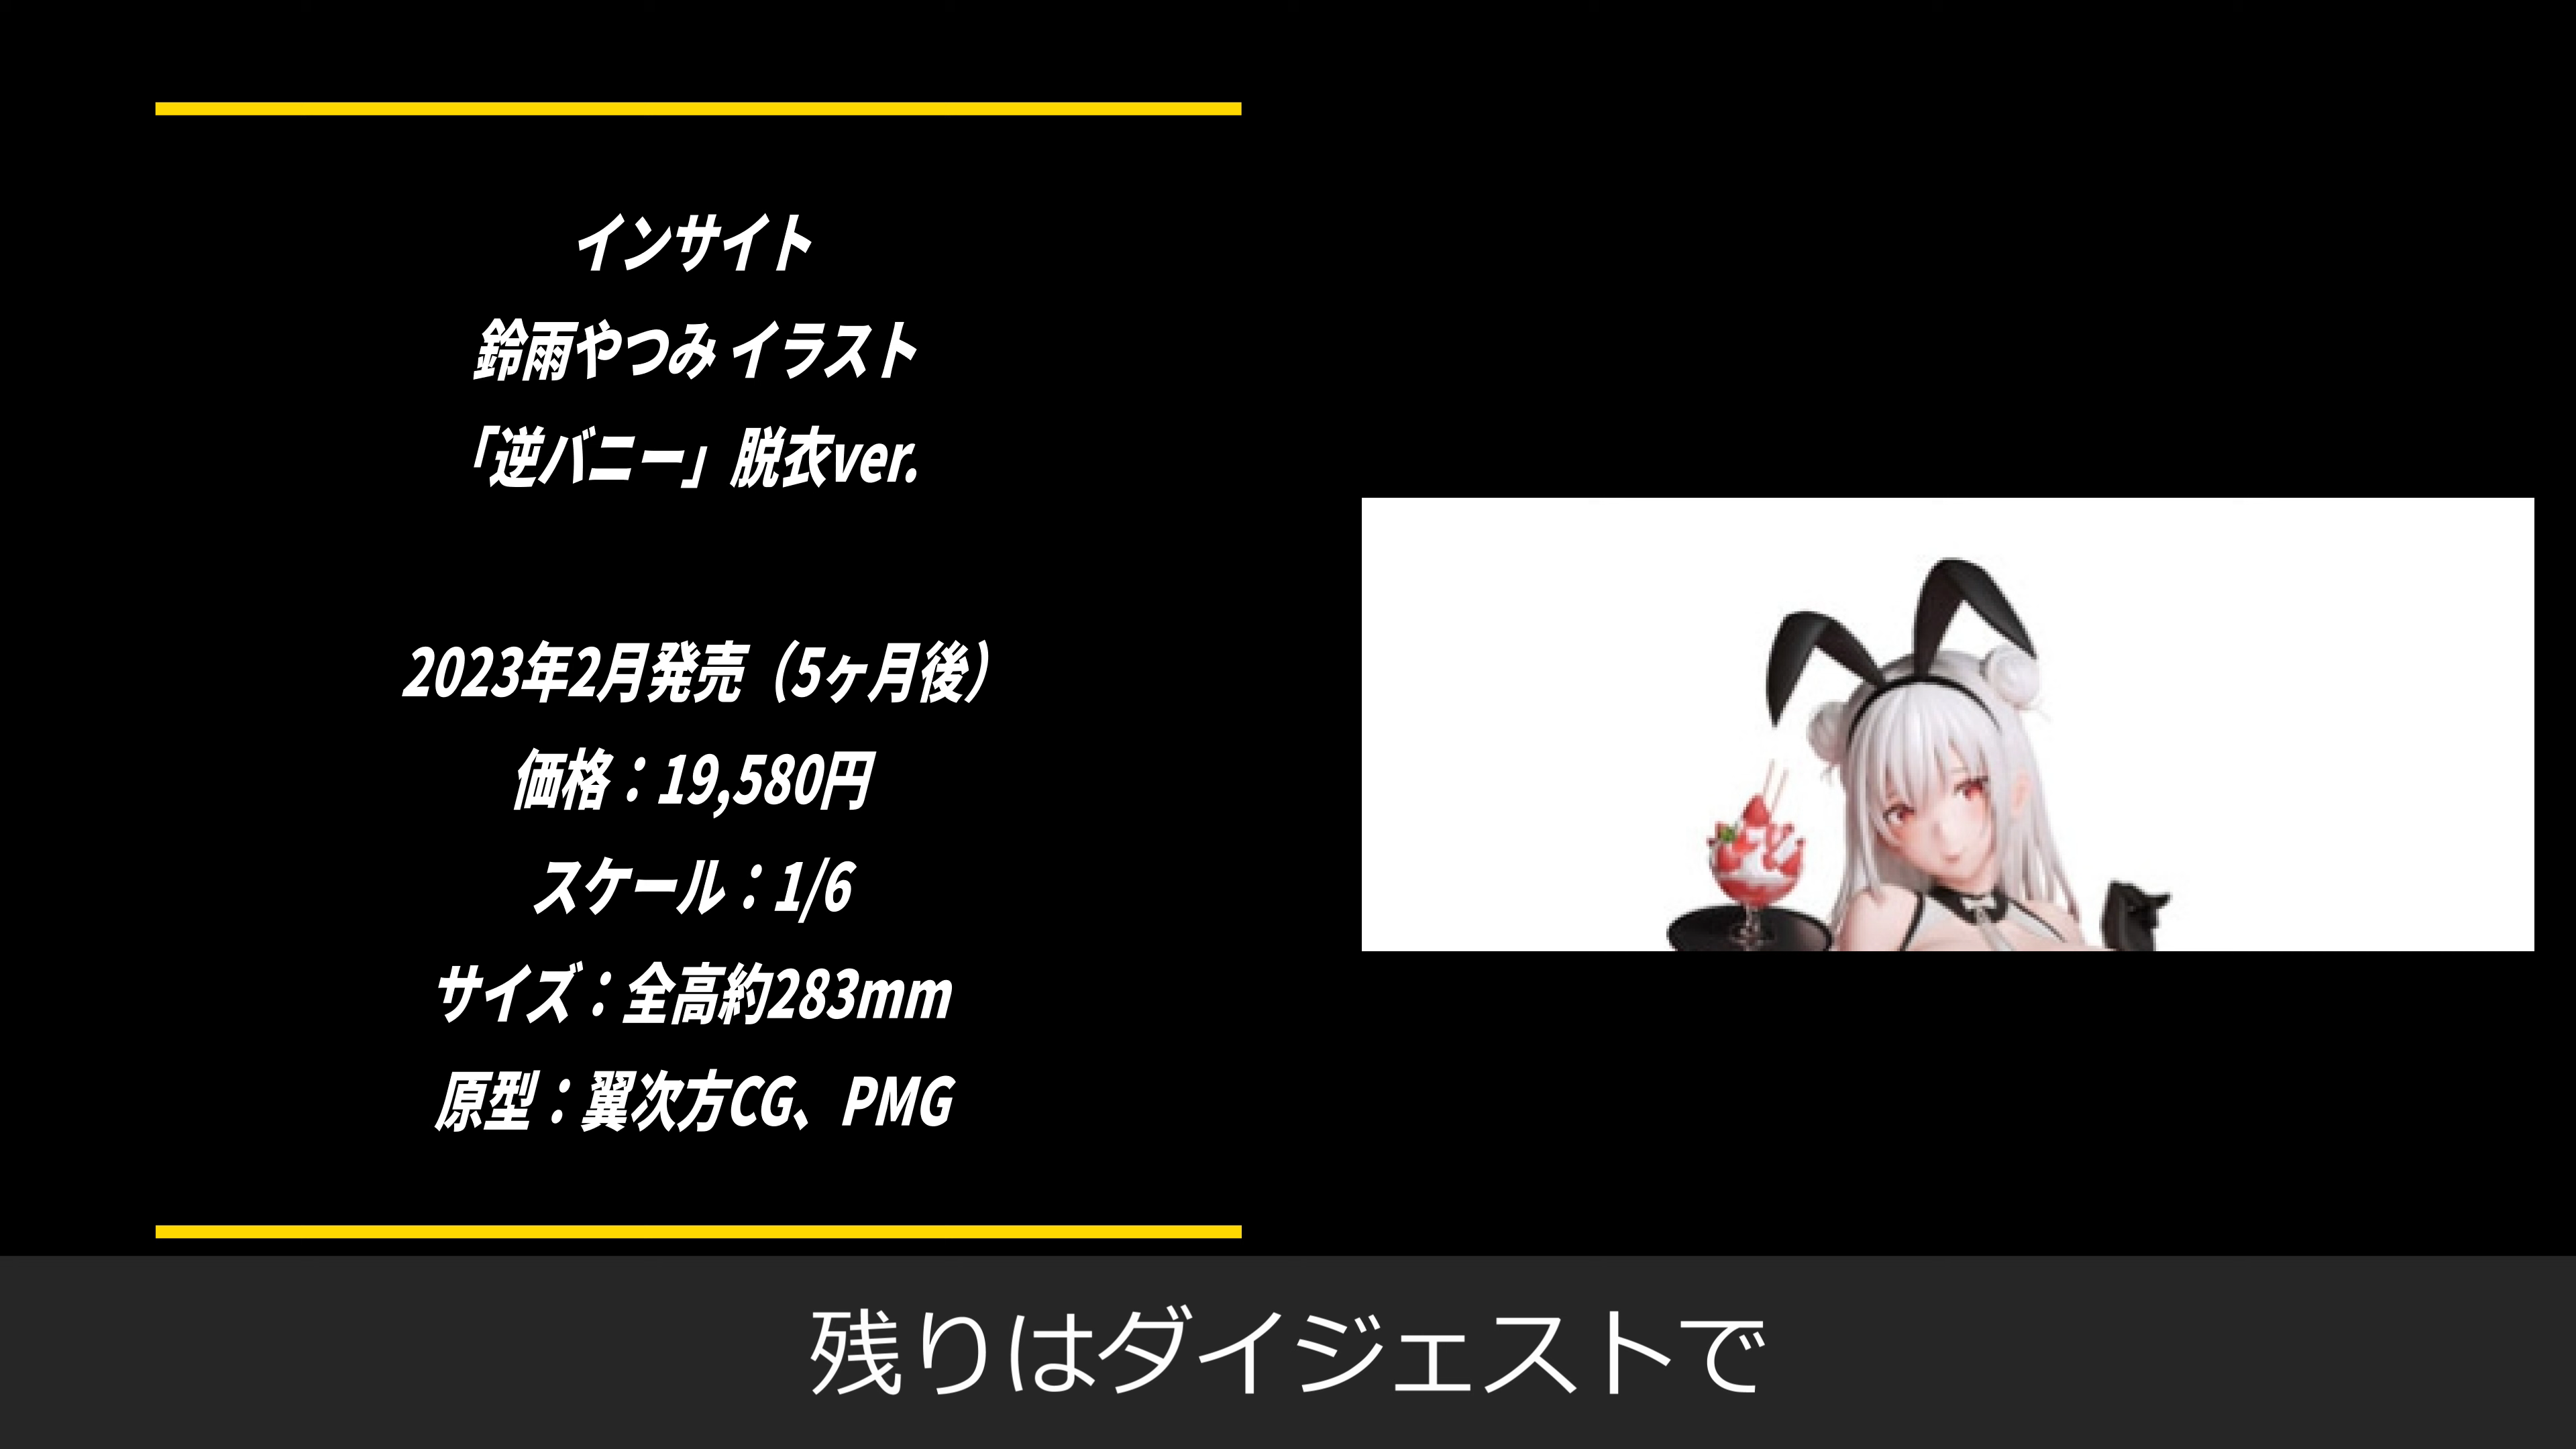 インサイト
鈴雨やつみ イラスト
「逆バニー」脱衣ver.
2023年2月発売（5ヶ月後）
価格：19,580円
スケール：1/6
サイズ：全高約283mm
原型：翼次方CG、PMG
残りはダイジェストで